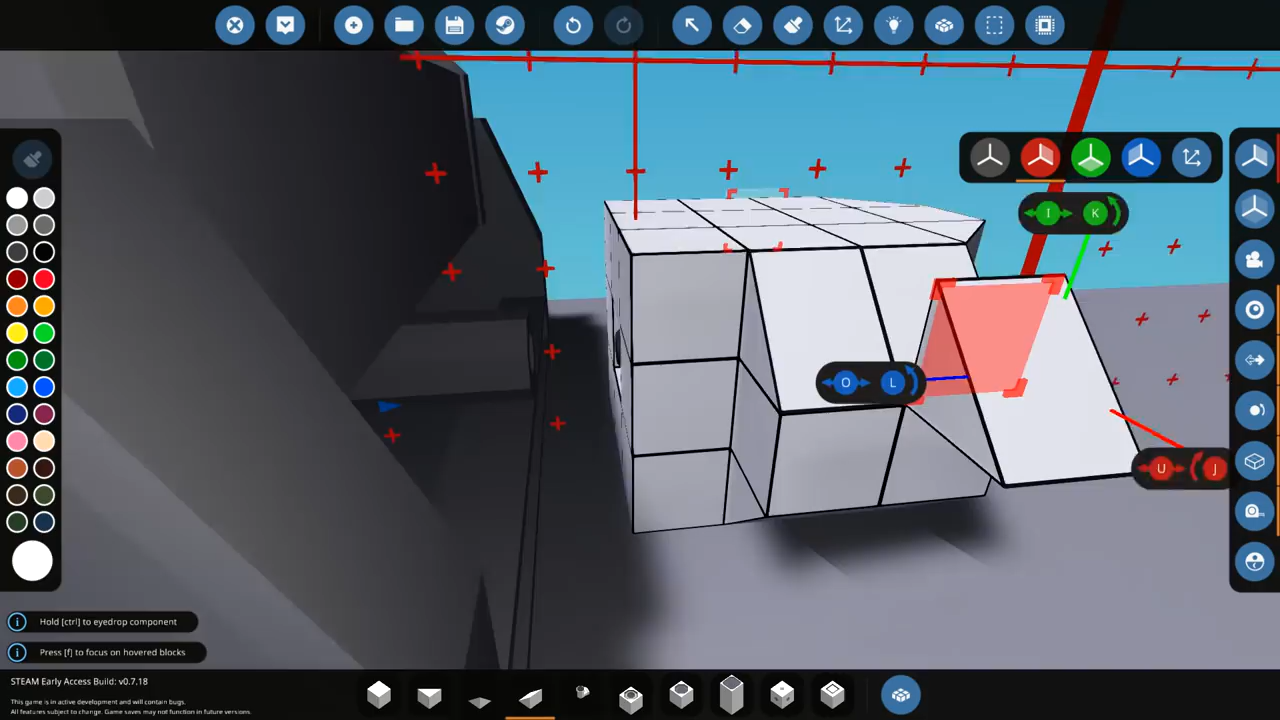 I K
O L
U J
Hold [ctrl] to eyedrop component
Press [f] to focus on hovered blocks
STEAM Early Access Build: v0.7.18
This game is in active development and will contain bugs.
All features subject to change. Game saves may not function in future versions.